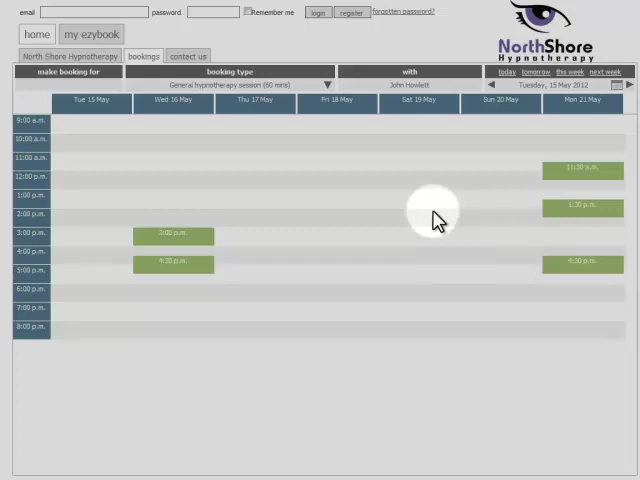 email password Remember me login register forgotten password?
home my ezybook
NorthShore
Hypnotherapy
North Shore Hypnotherapy bookings contact us
make booking for booking type with today tomorrow this week next week
General hypnotherapy session (60 mins) John Howlett Tuesday, 15 May 2012
Tue 15 May Wed 16 May Thu 17 May Fri 18 May Sat 19 May Sun 20 May Mon 21 May
9:00 a.m.
10:00 a.m.
11:00 a.m.
11:30 a.m.
12:00 p.m.
1:00 p.m.
1:30 p.m.
2:00 p.m.
3:00 p.m. 3:00 p.m.
4:00 p.m.
4:30 p.m. 4:30 p.m.
5:00 p.m.
6:00 p.m.
7:00 p.m.
8:00 p.m.